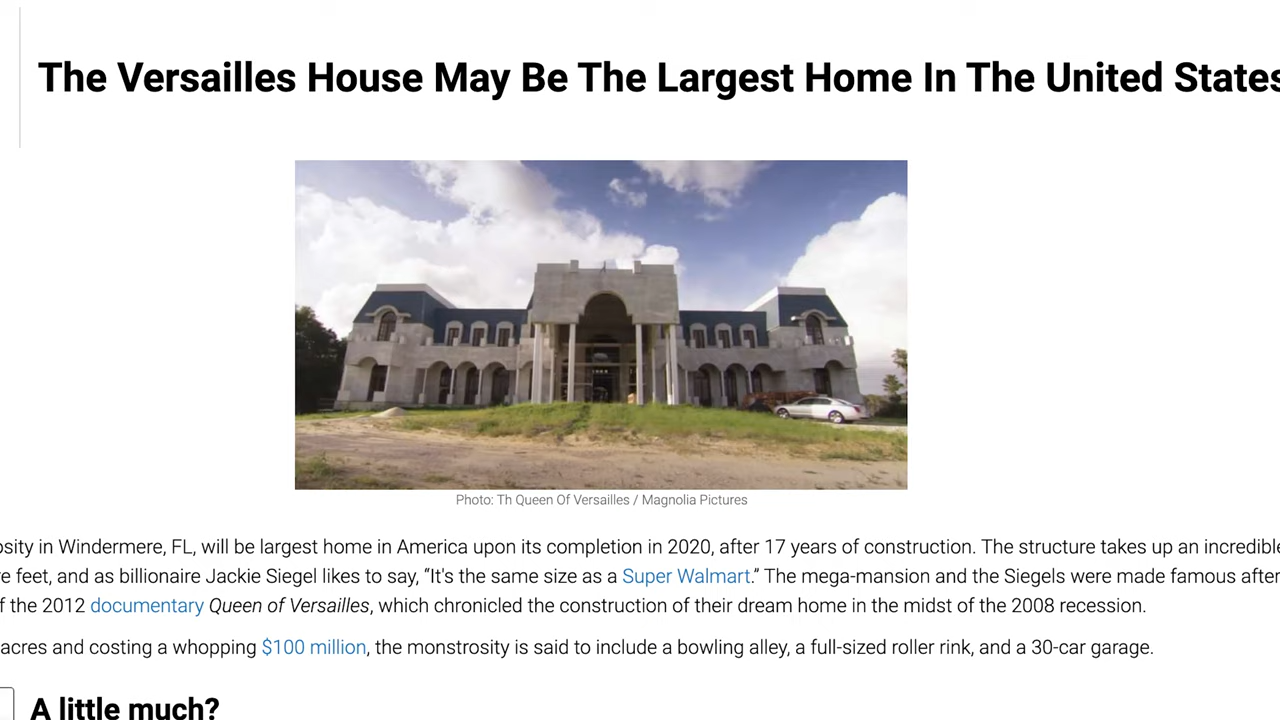 The Versailles House May Be The Largest Home In The United States
Photo: Th Queen Of Versailles / Magnolia Pictures
osity in Windermere, FL, will be largest home in America upon its completion in 2020, after 17 years of construction. The structure takes up an incredible
re feet, and as billionaire Jackie Siegel likes to say, “It's the same size as a Super Walmart.” The mega-mansion and the Siegels were made famous after
f the 2012 documentary Queen of Versailles, which chronicled the construction of their dream home in the midst of the 2008 recession.
acres and costing a whopping $100 million, the monstrosity is said to include a bowling alley, a full-sized roller rink, and a 30-car garage.
A little much?